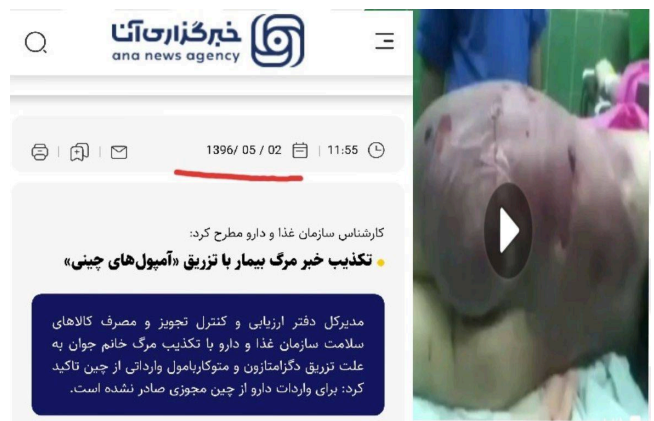 خبرگزاری آنا
ana news agency
11:55 | 1396/ 05 / 02
کارشناس سازمان غذا و دارو مطرح کرد:
تکذیب خبر مرگ بیمار با تزریق «آمپول‌های چینی»
مدیرکل دفتر ارزیابی و کنترل تجویز و مصرف کالاهای
سلامت سازمان غذا و دارو با تکذیب مرگ خانم جوان به
علت تزریق دگزامتازون و متوکاربامول وارداتی از چین تاکید
کرد: برای واردات دارو از چین مجوزی صادر نشده است.